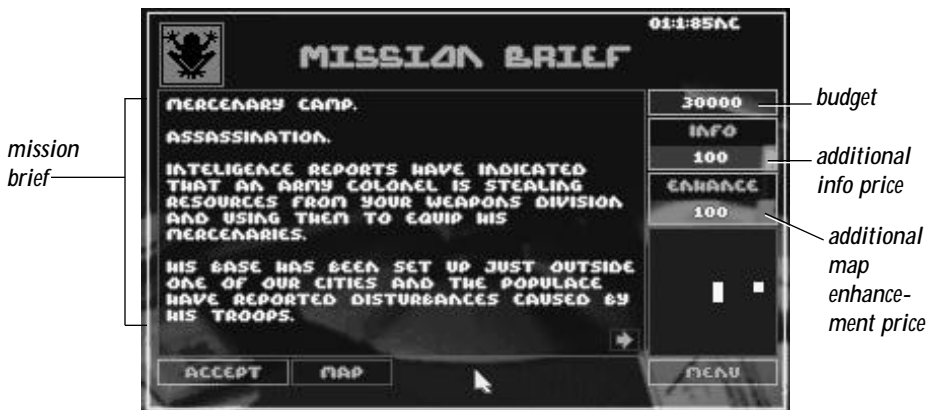 01:1:85NC
MISSION BRIEF
MERCENARY CAMP.
ASSASSINATION.
INTELIGENCE REPORTS HAVE INDICATED
THAT AN ARMY COLONEL IS STEALING
RESOURCES FROM YOUR WEAPONS DIVISION
AND USING THEM TO EQUIP HIS
MERCENARIES.
HIS BASE HAS BEEN SET UP JUST OUTSIDE
ONE OF OUR CITIES AND THE POPULACE
HAVE REPORTED DISTURBANCES CAUSED BY
HIS TROOPS.
ACCEPT
MAP
30000
INFO
100
ENHANCE
100
MENU
mission
brief
budget
additional
info price
additional
map
enhance-
ment price